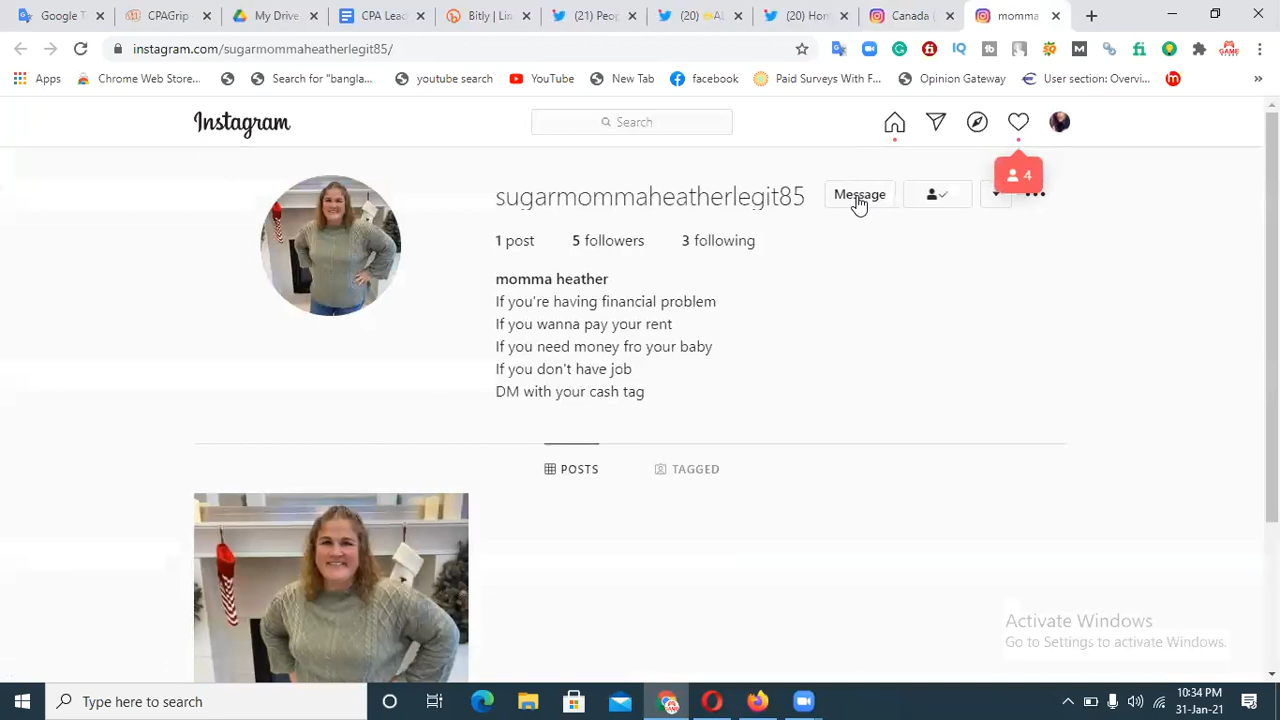 Google T
CPAGrip
My Drive
CPA Lead
Bitly | Lin
(21) Peop
(20)
(20) Hom
Canada (
momma
instagram.com/sugarmommaheatherlegit85/
Apps
Chrome Web Store...
Search for "bangla...
youtube search
YouTube
New Tab
facebook
Paid Surveys With F...
Opinion Gateway
User section: Overvi...
Instagram
Search
4
sugarmommaheatherlegit85
Message
1 post
5 followers
3 following
momma heather
If you're having financial problem
If you wanna pay your rent
If you need money fro your baby
If you don't have job
DM with your cash tag
POSTS
TAGGED
Activate Windows
Go to Settings to activate Windows.
Type here to search
10:34 PM
31-Jan-21